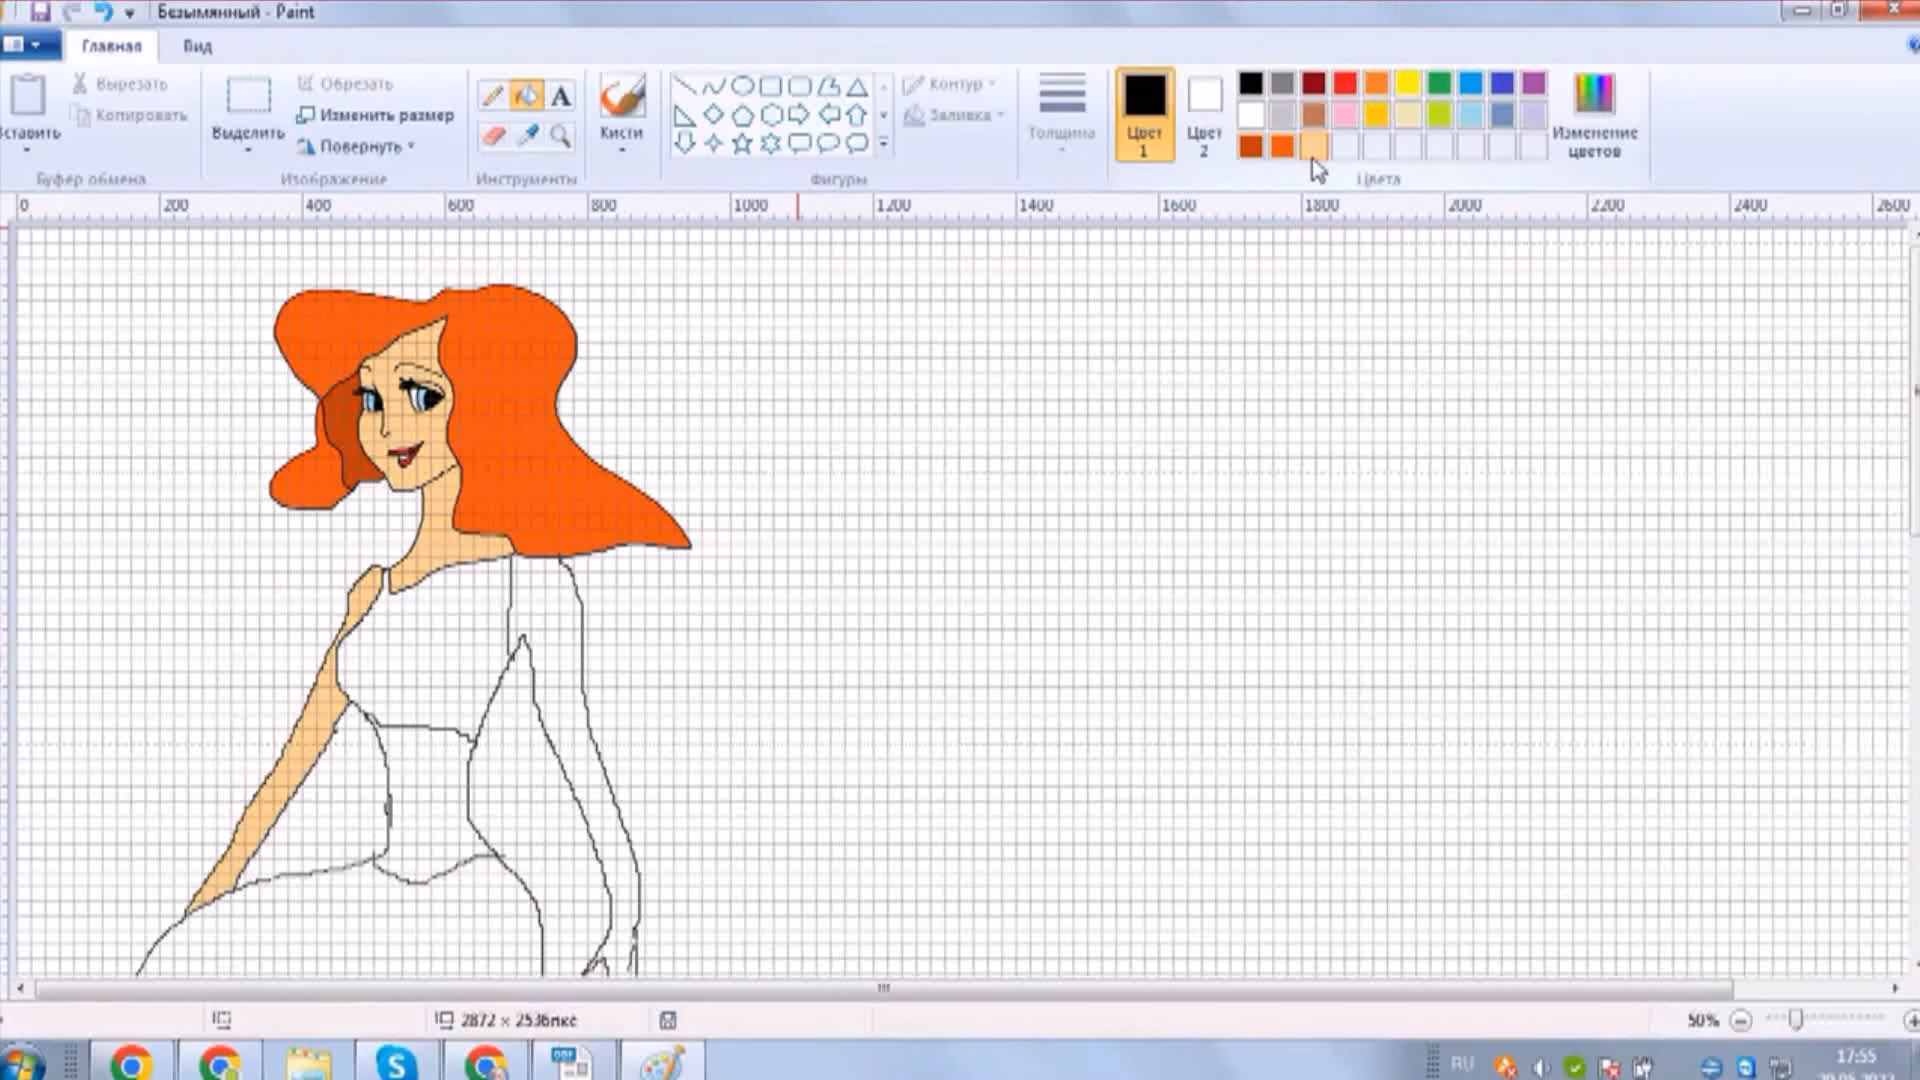 Безымянный - Paint
Главная Вид
Вырезать
Копировать
Вставить
Буфер обмена
Выделить
Обрезать
Изменить размер
Повернуть
Изображение
A
Инструменты
Кисти
Контур
Заливка
Фигуры
Толщина
Цвет 1
Цвет 2
Изменение цветов
Цвета
0 200 400 600 800 1000 1200 1400 1600 1800 2000 2200 2400 2600
2872 × 2536пкс
50%
RU
17:55